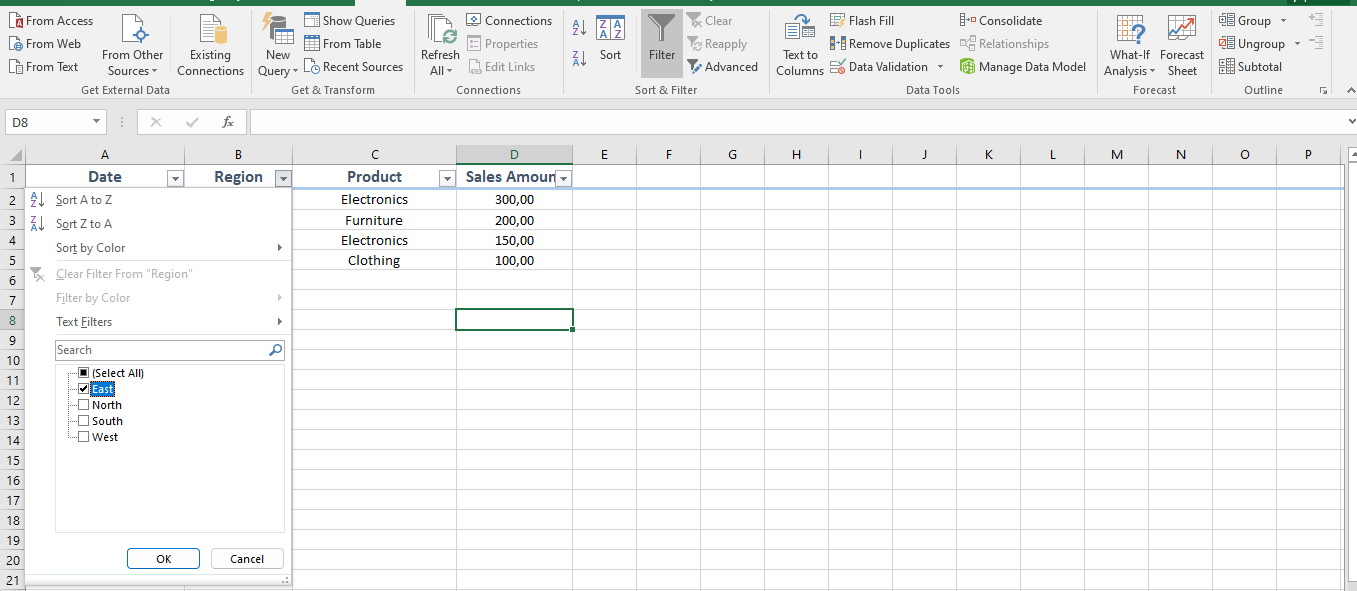 From Access
From Web
From Text
From Other Sources
Existing Connections
Get External Data
New Query
Show Queries
From Table
Recent Sources
Get & Transform
Refresh All
Connections
Properties
Edit Links
Connections
Sort
Filter
Clear
Reapply
Advanced
Sort & Filter
Text to Columns
Flash Fill
Remove Duplicates
Data Validation
Consolidate
Relationships
Manage Data Model
Data Tools
What-If Analysis
Forecast Sheet
Forecast
Group
Ungroup
Subtotal
Outline
D8 fx
A B C D E F G H I J K L M N O P
1 Date Region Product Sales Amoun
2 Electronics 300,00
3 Furniture 200,00
4 Electronics 150,00
5 Clothing 100,00
6
7
8
9
10
11
12
13
14
15
16
17
18
19
20
21
Sort A to Z
Sort Z to A
Sort by Color
Clear Filter From "Region"
Filter by Color
Text Filters
Search
(Select All)
East
North
South
West
OK Cancel